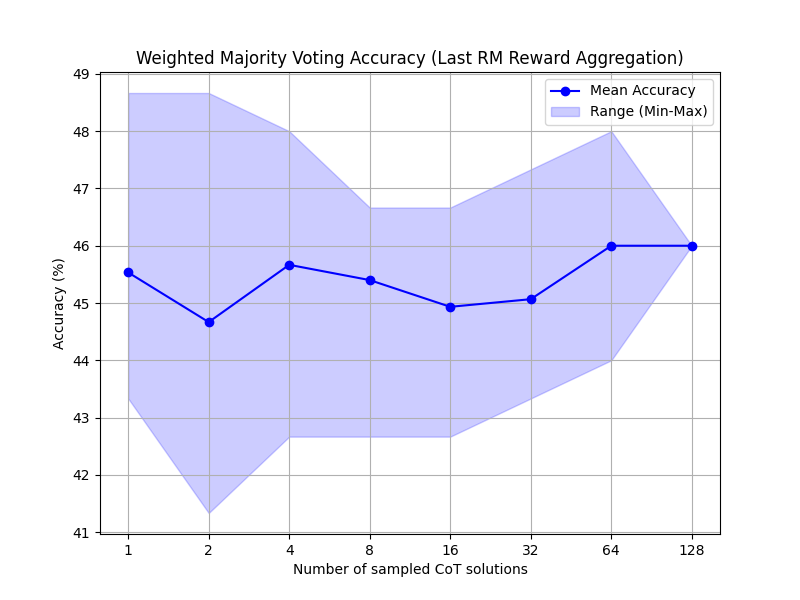 Weighted Majority Voting Accuracy (Last RM Reward Aggregation)
Mean Accuracy
Range (Min-Max)
Accuracy (%)
49
48
47
46
45
44
43
42
41
1 2 4 8 16 32 64 128
Number of sampled CoT solutions